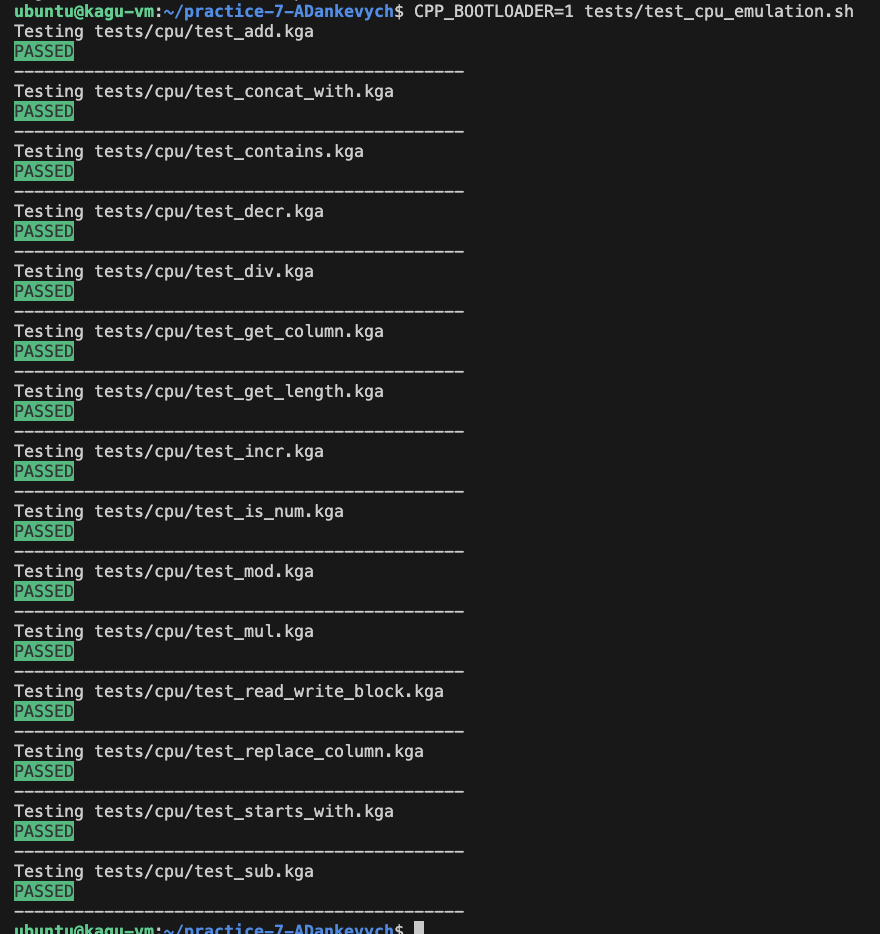 ubuntu@kagu-vm:~/practice-7-ADankevych$ CPP_BOOTLOADER=1 tests/test_cpu_emulation.sh
Testing tests/cpu/test_add.kga
PASSED
---------------------------------------------
Testing tests/cpu/test_concat_with.kga
PASSED
---------------------------------------------
Testing tests/cpu/test_contains.kga
PASSED
---------------------------------------------
Testing tests/cpu/test_decr.kga
PASSED
---------------------------------------------
Testing tests/cpu/test_div.kga
PASSED
---------------------------------------------
Testing tests/cpu/test_get_column.kga
PASSED
---------------------------------------------
Testing tests/cpu/test_get_length.kga
PASSED
---------------------------------------------
Testing tests/cpu/test_incr.kga
PASSED
---------------------------------------------
Testing tests/cpu/test_is_num.kga
PASSED
---------------------------------------------
Testing tests/cpu/test_mod.kga
PASSED
---------------------------------------------
Testing tests/cpu/test_mul.kga
PASSED
---------------------------------------------
Testing tests/cpu/test_read_write_block.kga
PASSED
---------------------------------------------
Testing tests/cpu/test_replace_column.kga
PASSED
---------------------------------------------
Testing tests/cpu/test_starts_with.kga
PASSED
---------------------------------------------
Testing tests/cpu/test_sub.kga
PASSED
---------------------------------------------
ubuntu@kagu-vm:~/practice-7-ADankevych$